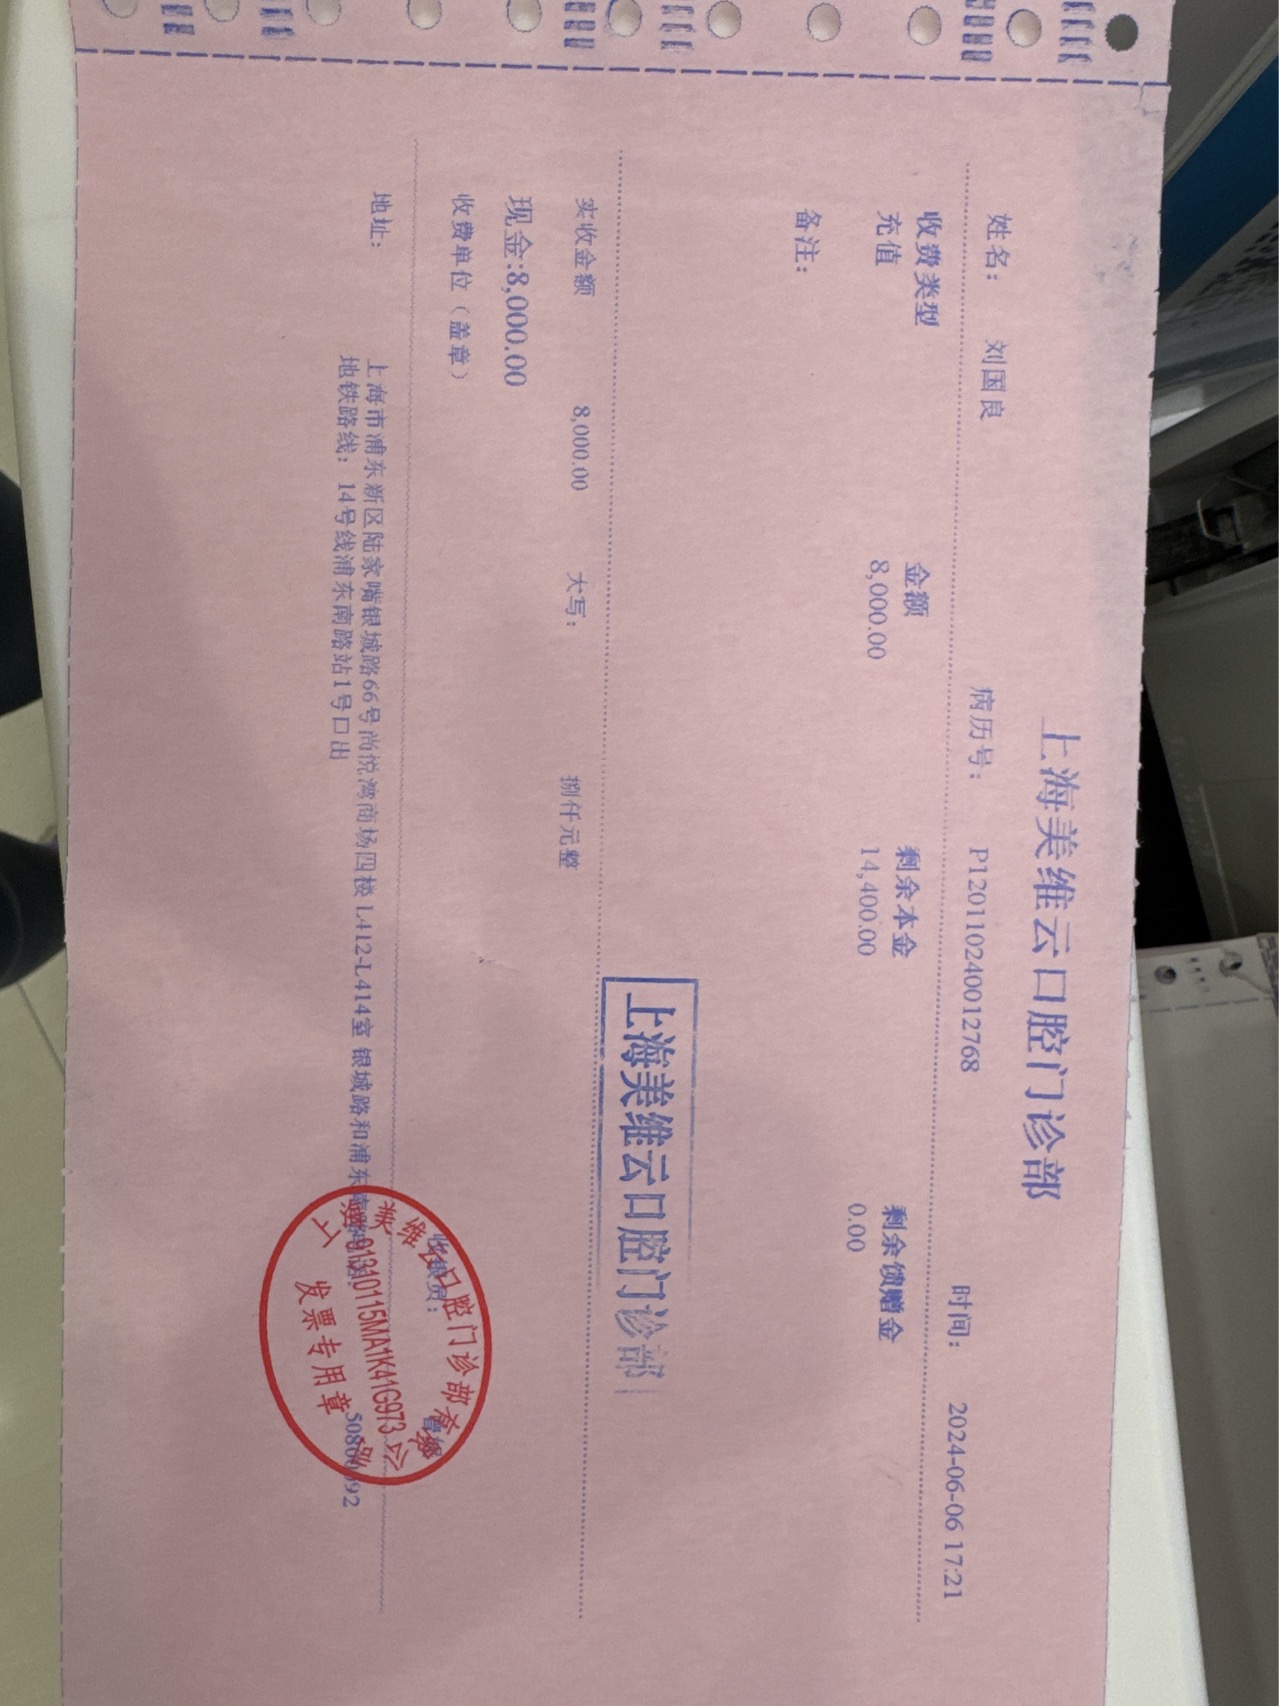 上海美维云口腔门诊部
姓名： 刘国良 病历号： P120110240012768 时间： 2024-06-06 17:21
收费类型 金额 剩余本金 剩余馈赠金
充值 8,000.00 14,400.00 0.00
备注：
上海美维云口腔门诊部
实收金额 8,000.00 大写： 捌仟元整
现金:8,000.00
收费单位（盖章） 收费员：
地址： 上海市浦东新区陆家嘴银城路66号尚悦湾商场四楼 L412-L414室 银城路和浦东
地铁路线：14号线浦东南路站1号口出
上海美维云口腔门诊部有限公司
91310115MA1K41G973
发票专用章